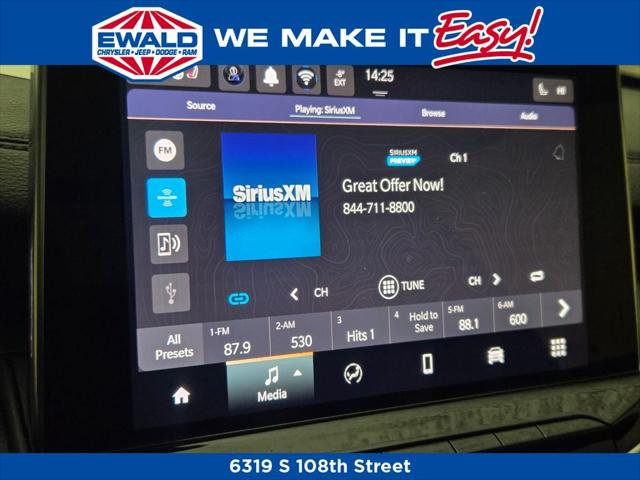 EWALD
CHRYSLER • JEEP • DODGE • RAM
WE MAKE IT Easy!
-8°
EXT
14:25
HI
Source
Playing: SiriusXM
Browse
Audio
FM
SiriusXM
SIRIUSXM
PREVIEW
Ch 1
Great Offer Now!
844-711-8800
CH
TUNE
CH
All
Presets
1-FM
87.9
2-AM
530
3
Hits 1
4
Hold to
Save
5-FM
88.1
6-AM
600
Media
6319 S 108th Street